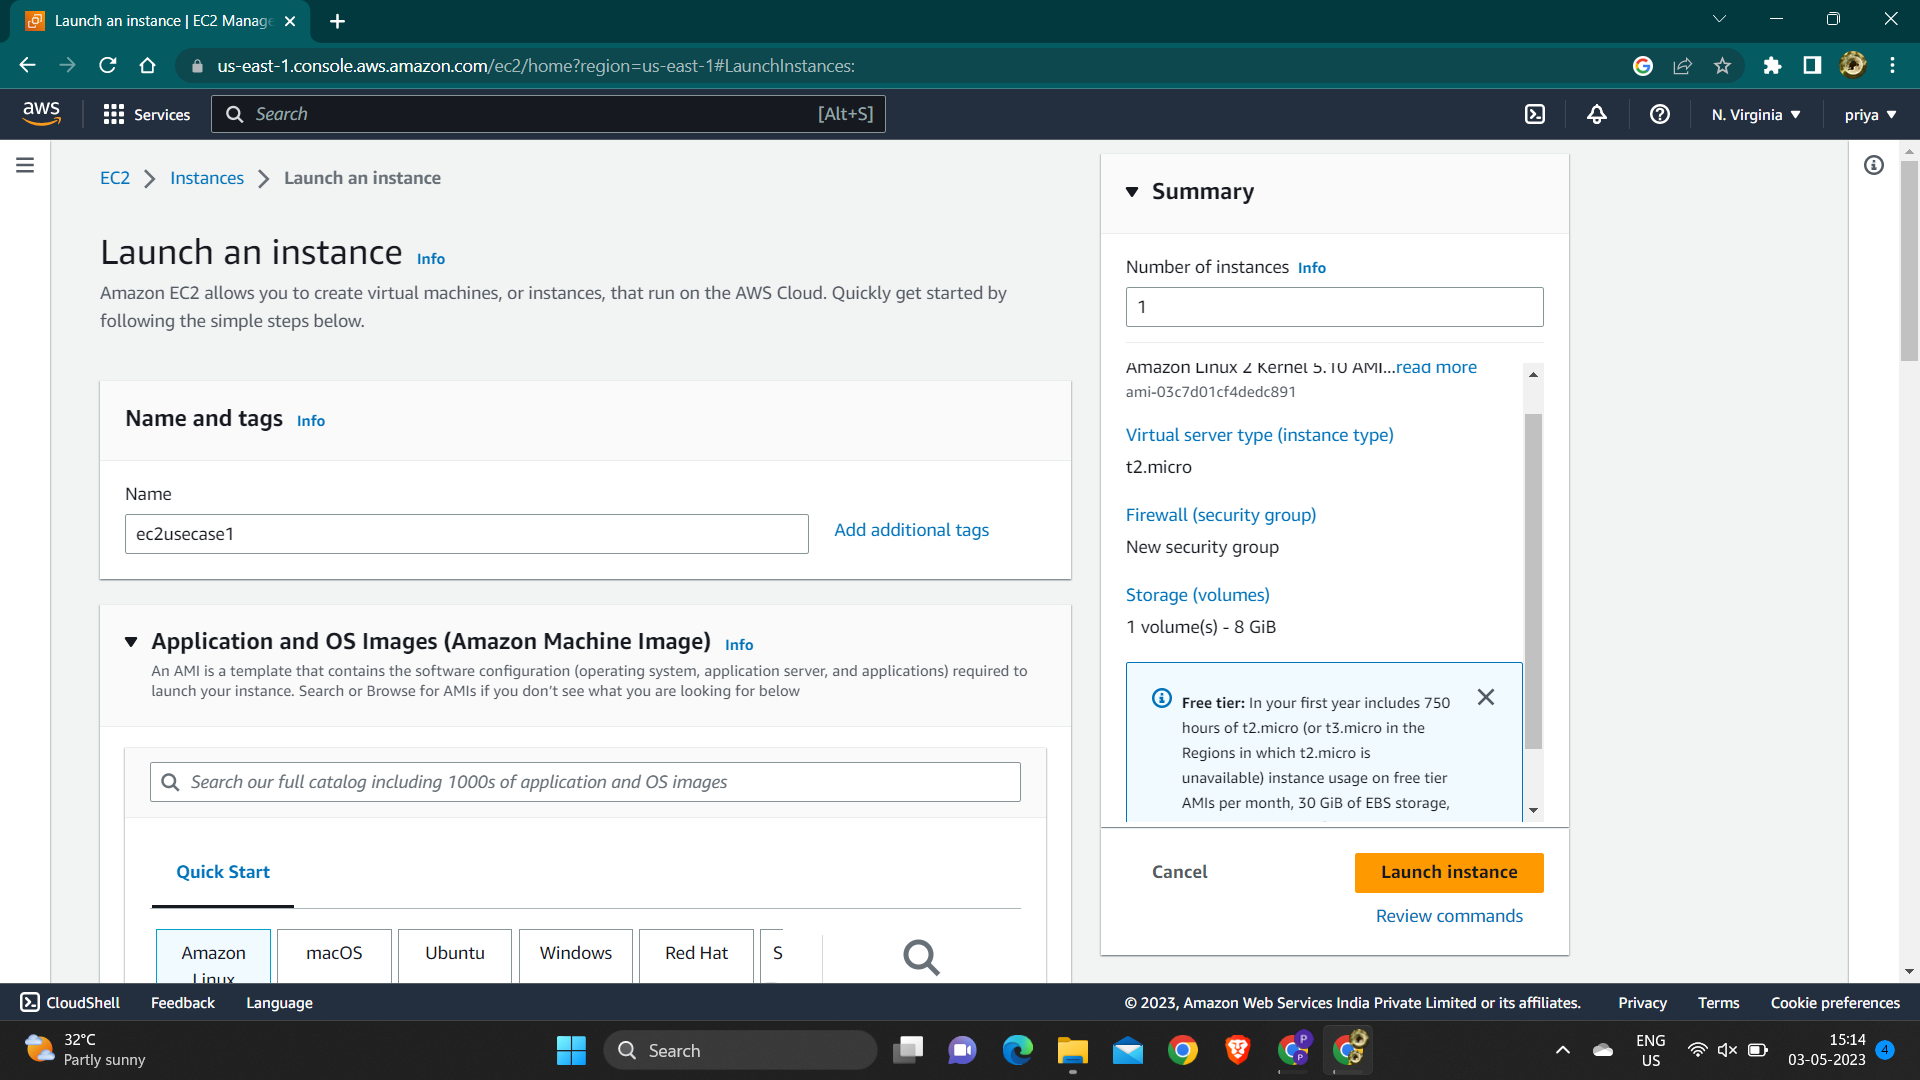 Launch an instance | EC2 Manage
us-east-1.console.aws.amazon.com/ec2/home?region=us-east-1#LaunchInstances:
aws
Services
Search
[Alt+S]
N. Virginia
priya
EC2
Instances
Launch an instance
Launch an instance Info
Amazon EC2 allows you to create virtual machines, or instances, that run on the AWS Cloud. Quickly get started by
following the simple steps below.
Name and tags Info
Name
ec2usecase1
Add additional tags
Application and OS Images (Amazon Machine Image) Info
An AMI is a template that contains the software configuration (operating system, application server, and applications) required to
launch your instance. Search or Browse for AMIs if you don't see what you are looking for below
Search our full catalog including 1000s of application and OS images
Quick Start
Amazon
Linux
macOS
Ubuntu
Windows
Red Hat
S
Summary
Number of instances Info
1
Amazon Linux 2 Kernel 5.10 AMI...read more
ami-03c7d01cf4dedc891
Virtual server type (instance type)
t2.micro
Firewall (security group)
New security group
Storage (volumes)
1 volume(s) - 8 GiB
Free tier: In your first year includes 750
hours of t2.micro (or t3.micro in the
Regions in which t2.micro is
unavailable) instance usage on free tier
AMIs per month, 30 GiB of EBS storage,
Cancel
Launch instance
Review commands
CloudShell
Feedback
Language
© 2023, Amazon Web Services India Private Limited or its affiliates.
Privacy
Terms
Cookie preferences
32°C
Partly sunny
Search
P
P
ENG
US
15:14
03-05-2023
4